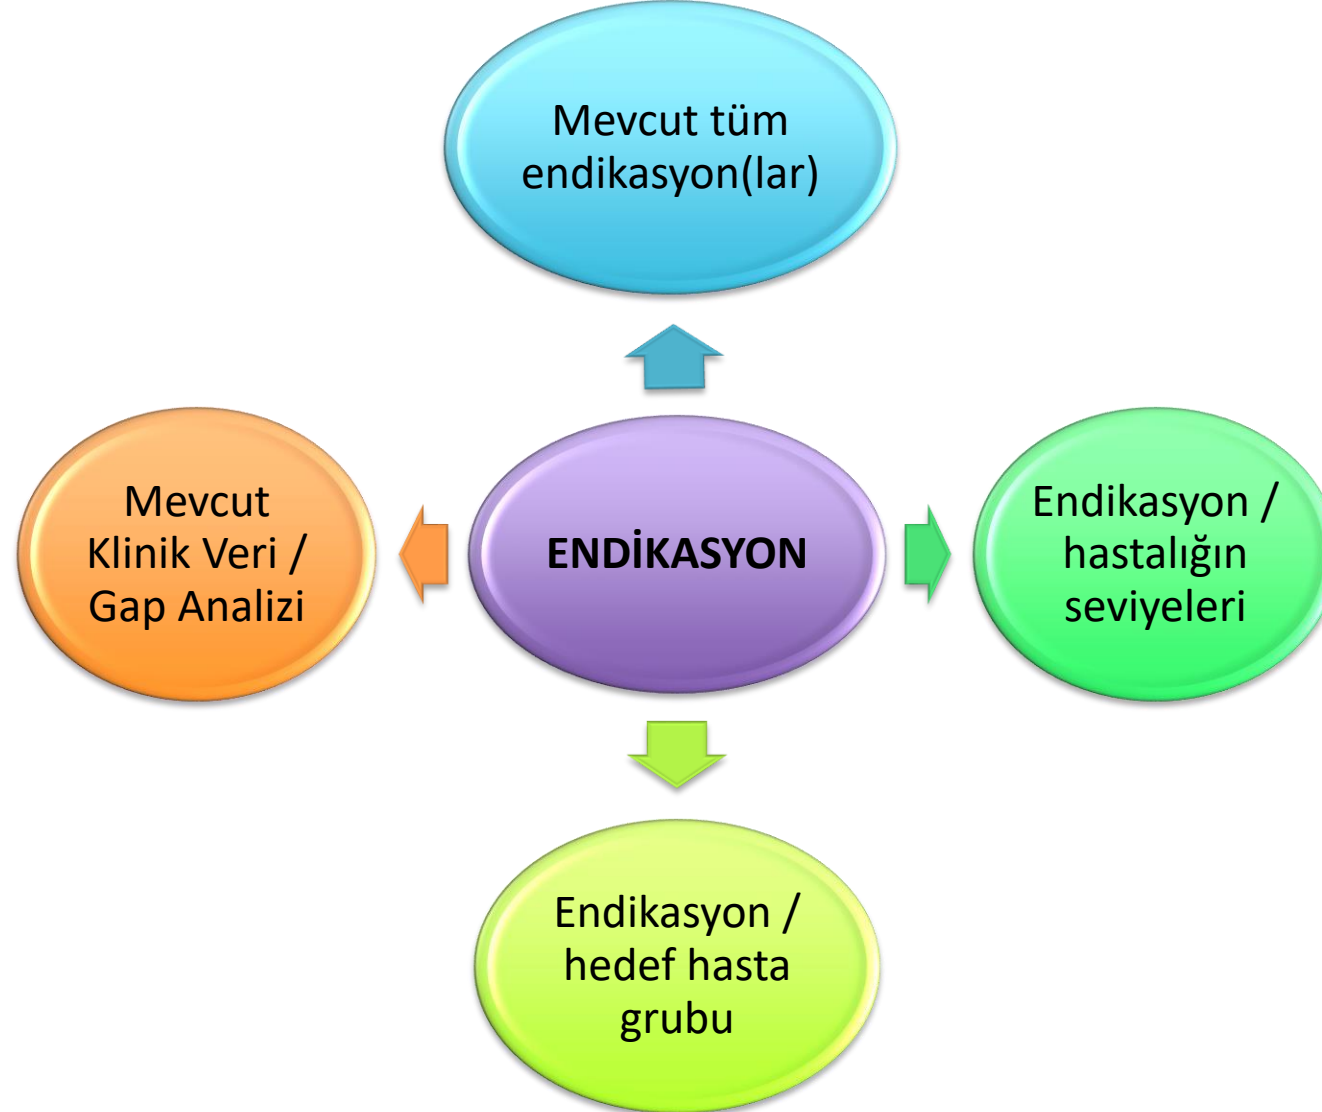 Mevcut tüm
endikasyon(lar)
Mevcut
Klinik Veri /
Gap Analizi
ENDİKASYON
Endikasyon /
hastalığın
seviyeleri
Endikasyon /
hedef hasta
grubu